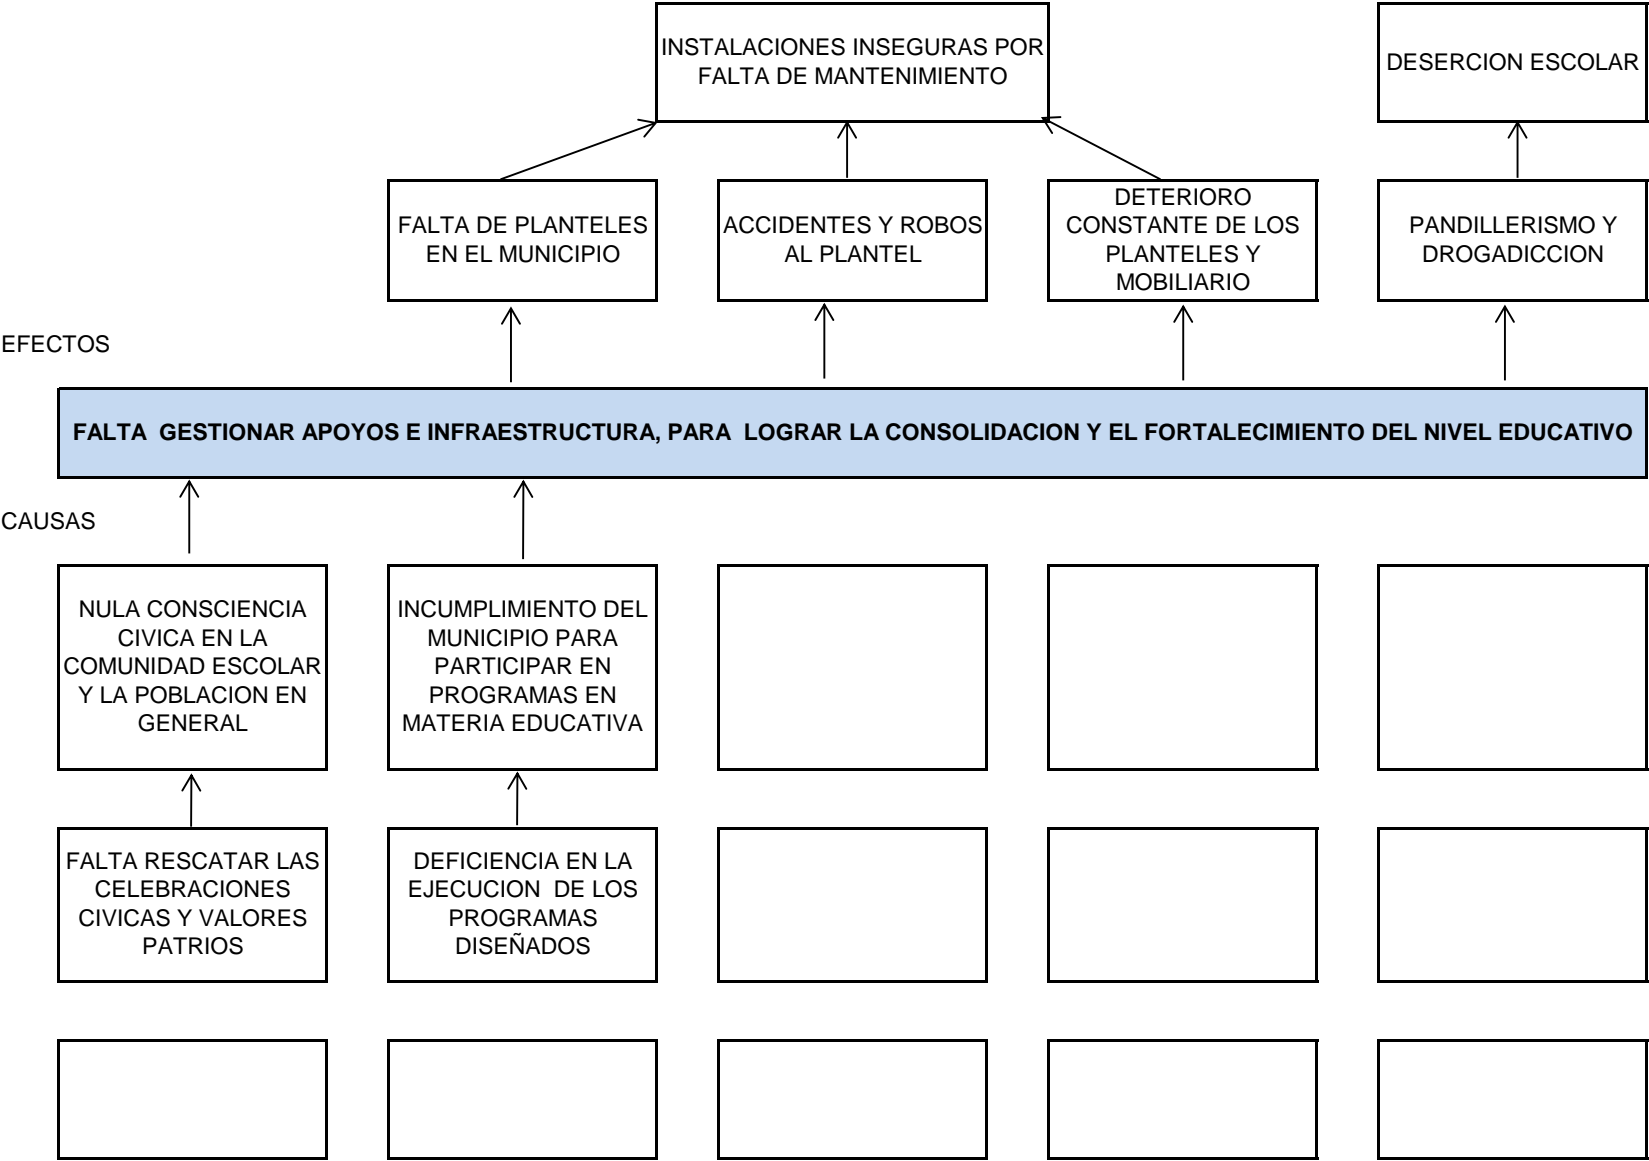 INSTALACIONES INSEGURAS POR
FALTA DE MANTENIMIENTO
DESERCION ESCOLAR
FALTA DE PLANTELES
EN EL MUNICIPIO
ACCIDENTES Y ROBOS
AL PLANTEL
DETERIORO
CONSTANTE DE LOS
PLANTELES Y
MOBILIARIO
PANDILLERISMO Y
DROGADICCION
EFECTOS
FALTA  GESTIONAR APOYOS E INFRAESTRUCTURA, PARA  LOGRAR LA CONSOLIDACION Y EL FORTALECIMIENTO DEL NIVEL EDUCATIVO
CAUSAS
NULA CONSCIENCIA
CIVICA EN LA
COMUNIDAD ESCOLAR
Y LA POBLACION EN
GENERAL
INCUMPLIMIENTO DEL
MUNICIPIO PARA
PARTICIPAR EN
PROGRAMAS EN
MATERIA EDUCATIVA
FALTA RESCATAR LAS
CELEBRACIONES
CIVICAS Y VALORES
PATRIOS
DEFICIENCIA EN LA
EJECUCION  DE LOS
PROGRAMAS
DISEÑADOS